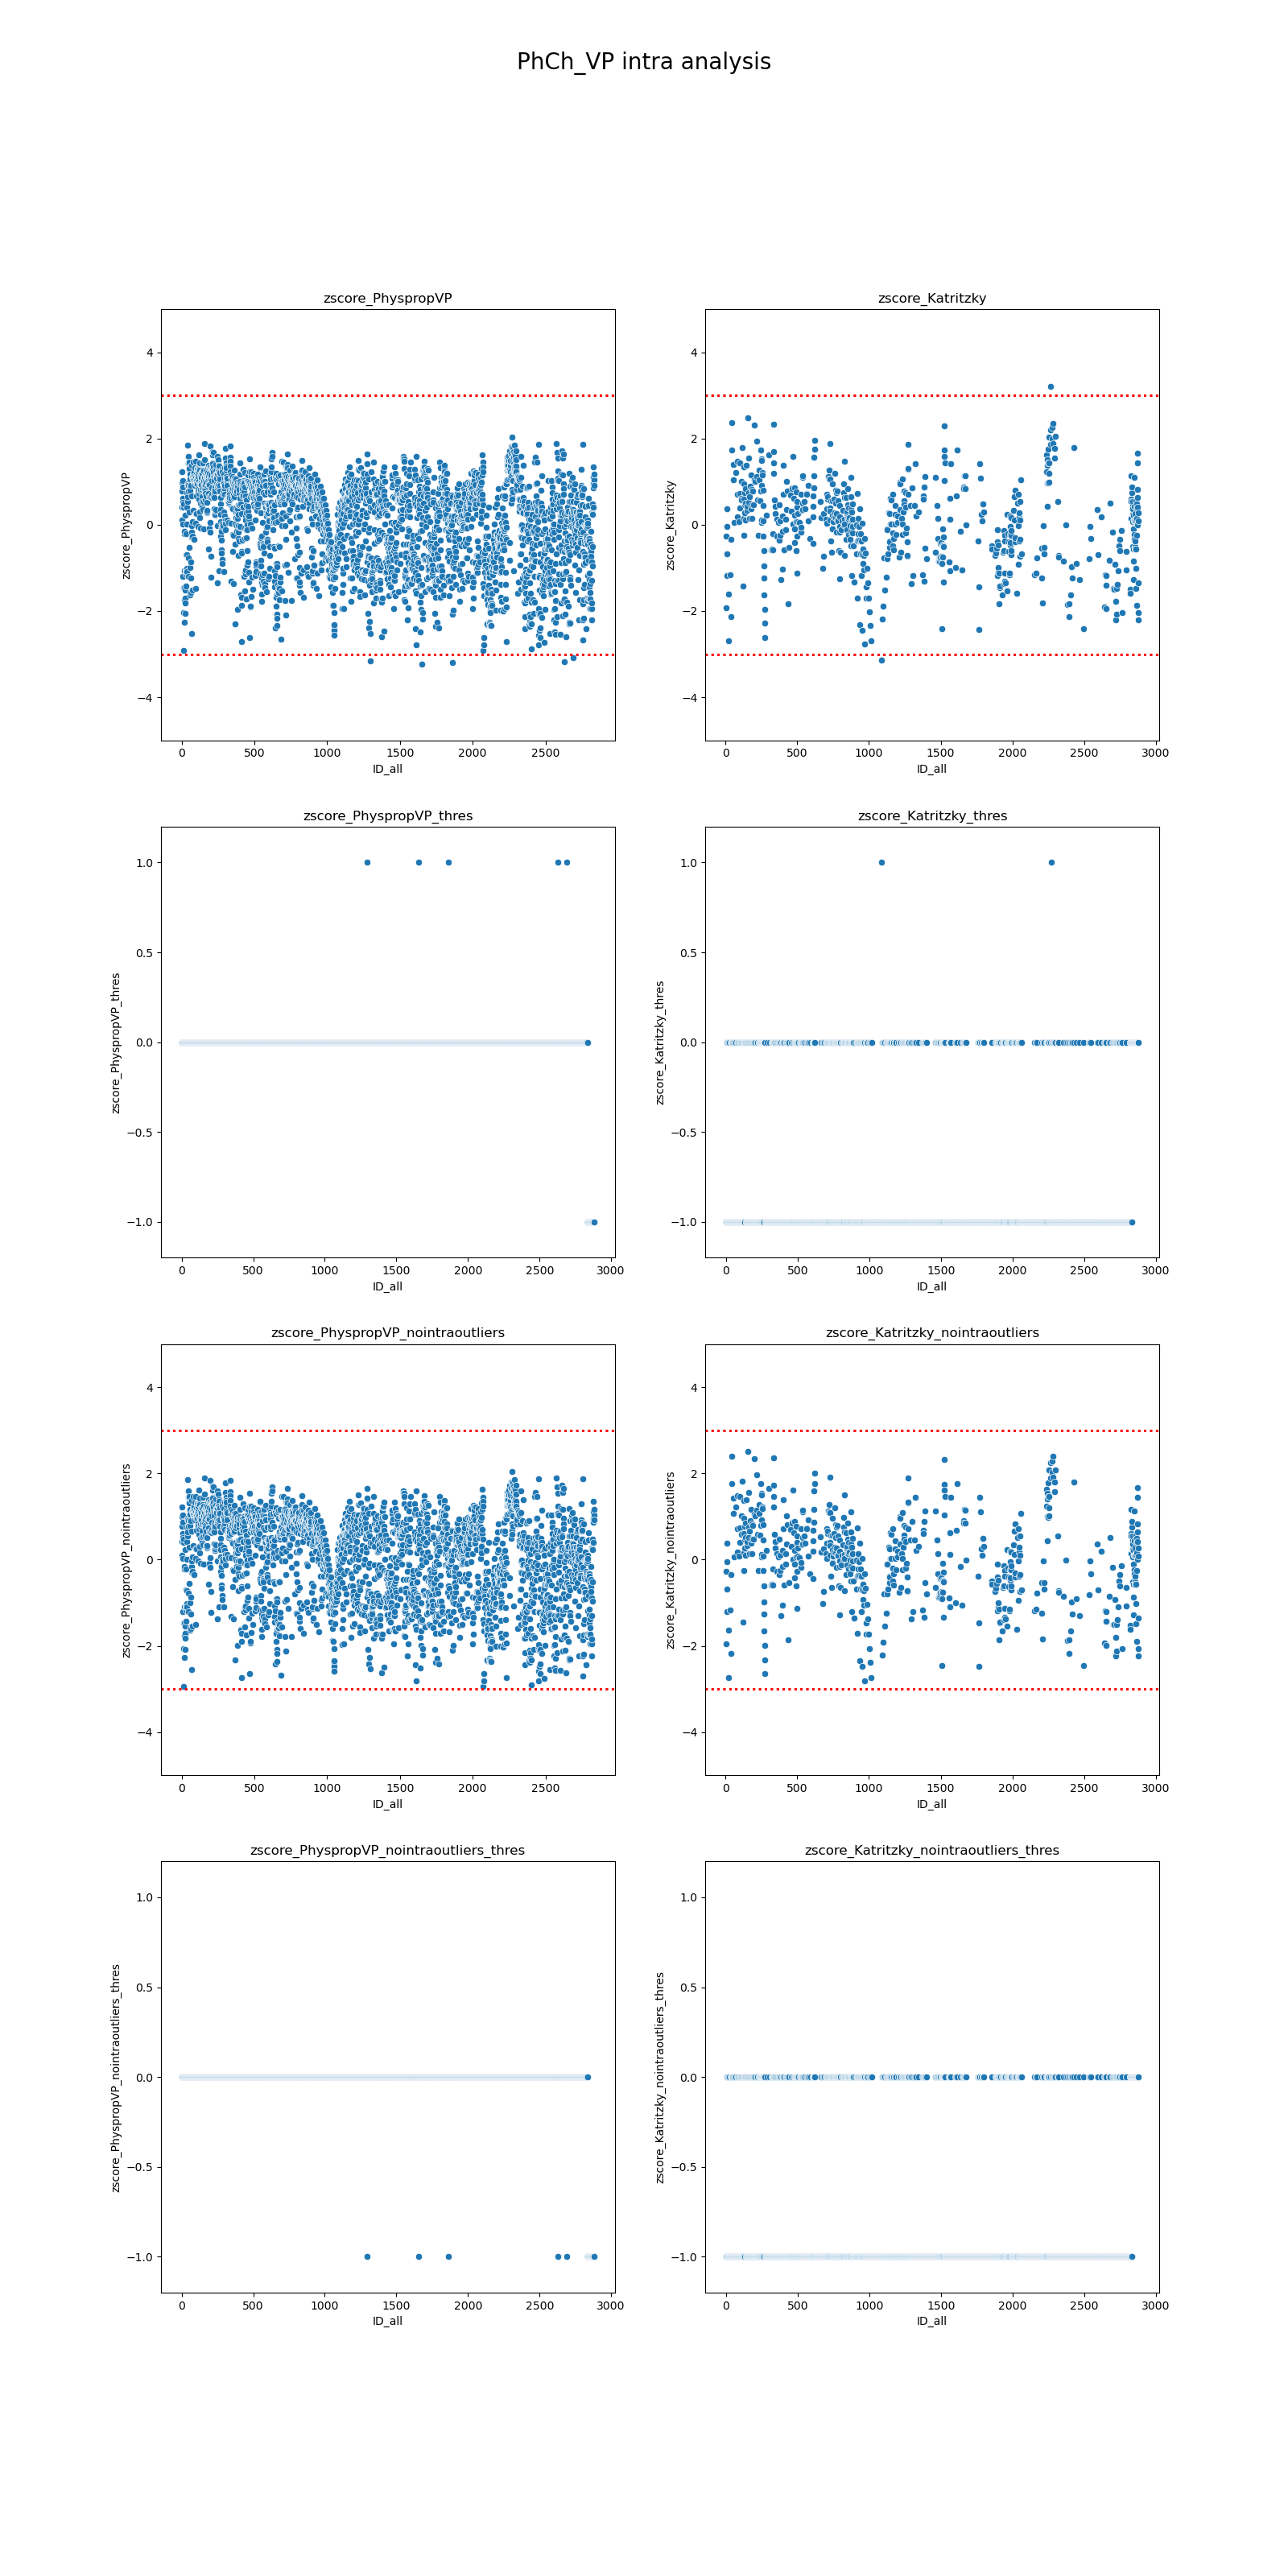 PhCh_VP intra analysis
zscore_PhyspropVP
zscore_Katritzky
4
2
0
−2
−4
zscore_PhyspropVP
0 500 1000 1500 2000 2500
ID_all
4
2
0
−2
−4
zscore_Katritzky
0 500 1000 1500 2000 2500 3000
ID_all
zscore_PhyspropVP_thres
zscore_Katritzky_thres
1.0
0.5
0.0
−0.5
−1.0
zscore_PhyspropVP_thres
0 500 1000 1500 2000 2500 3000
ID_all
1.0
0.5
0.0
−0.5
−1.0
zscore_Katritzky_thres
0 500 1000 1500 2000 2500 3000
ID_all
zscore_PhyspropVP_nointraoutliers
zscore_Katritzky_nointraoutliers
4
2
0
−2
−4
zscore_PhyspropVP_nointraoutliers
0 500 1000 1500 2000 2500
ID_all
4
2
0
−2
−4
zscore_Katritzky_nointraoutliers
0 500 1000 1500 2000 2500 3000
ID_all
zscore_PhyspropVP_nointraoutliers_thres
zscore_Katritzky_nointraoutliers_thres
1.0
0.5
0.0
−0.5
−1.0
zscore_PhyspropVP_nointraoutliers_thres
0 500 1000 1500 2000 2500 3000
ID_all
1.0
0.5
0.0
−0.5
−1.0
zscore_Katritzky_nointraoutliers_thres
0 500 1000 1500 2000 2500 3000
ID_all